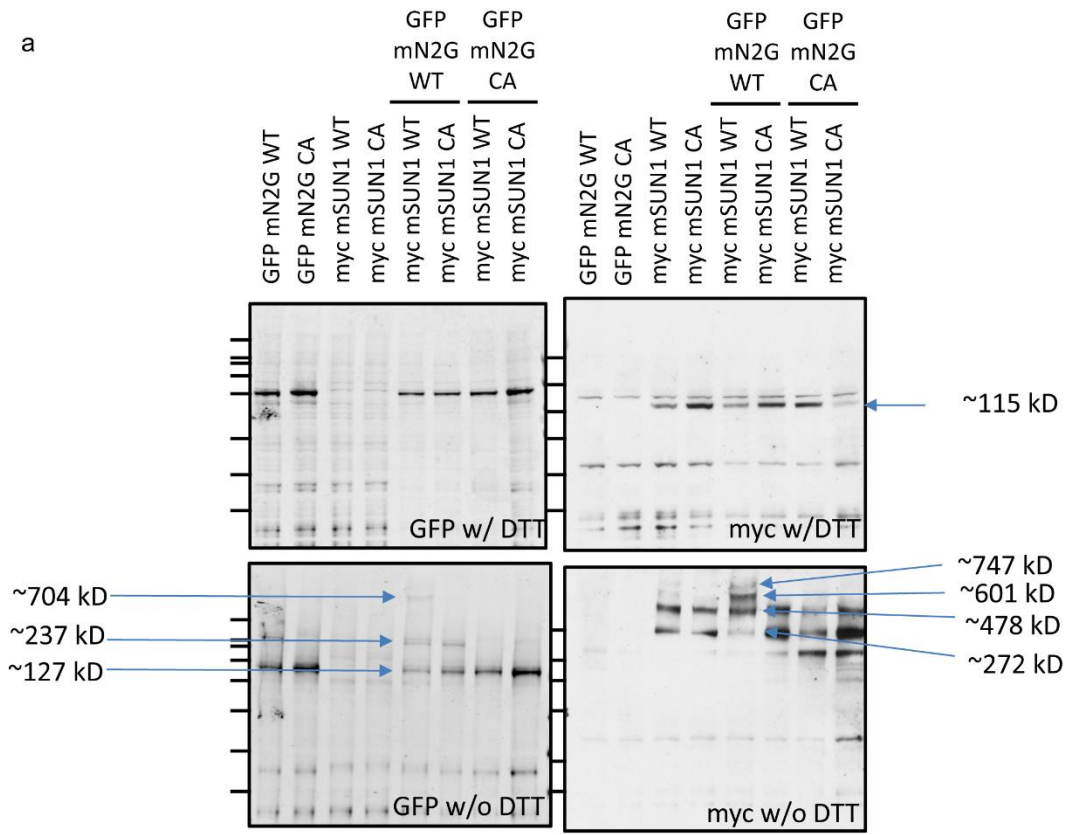 a
GFP
mN2G
WT
GFP
mN2G
CA
GFP mN2G WT
GFP mN2G CA
myc mSUN1 WT
myc mSUN1 CA
myc mSUN1 WT
myc mSUN1 CA
myc mSUN1 WT
myc mSUN1 CA
GFP
mN2G
WT
GFP
mN2G
CA
GFP mN2G WT
GFP mN2G CA
myc mSUN1 WT
myc mSUN1 CA
myc mSUN1 WT
myc mSUN1 CA
myc mSUN1 WT
myc mSUN1 CA
GFP w/ DTT
myc w/DTT
~115 kD
~704 kD
~237 kD
~127 kD
GFP w/o DTT
myc w/o DTT
~747 kD
~601 kD
~478 kD
~272 kD